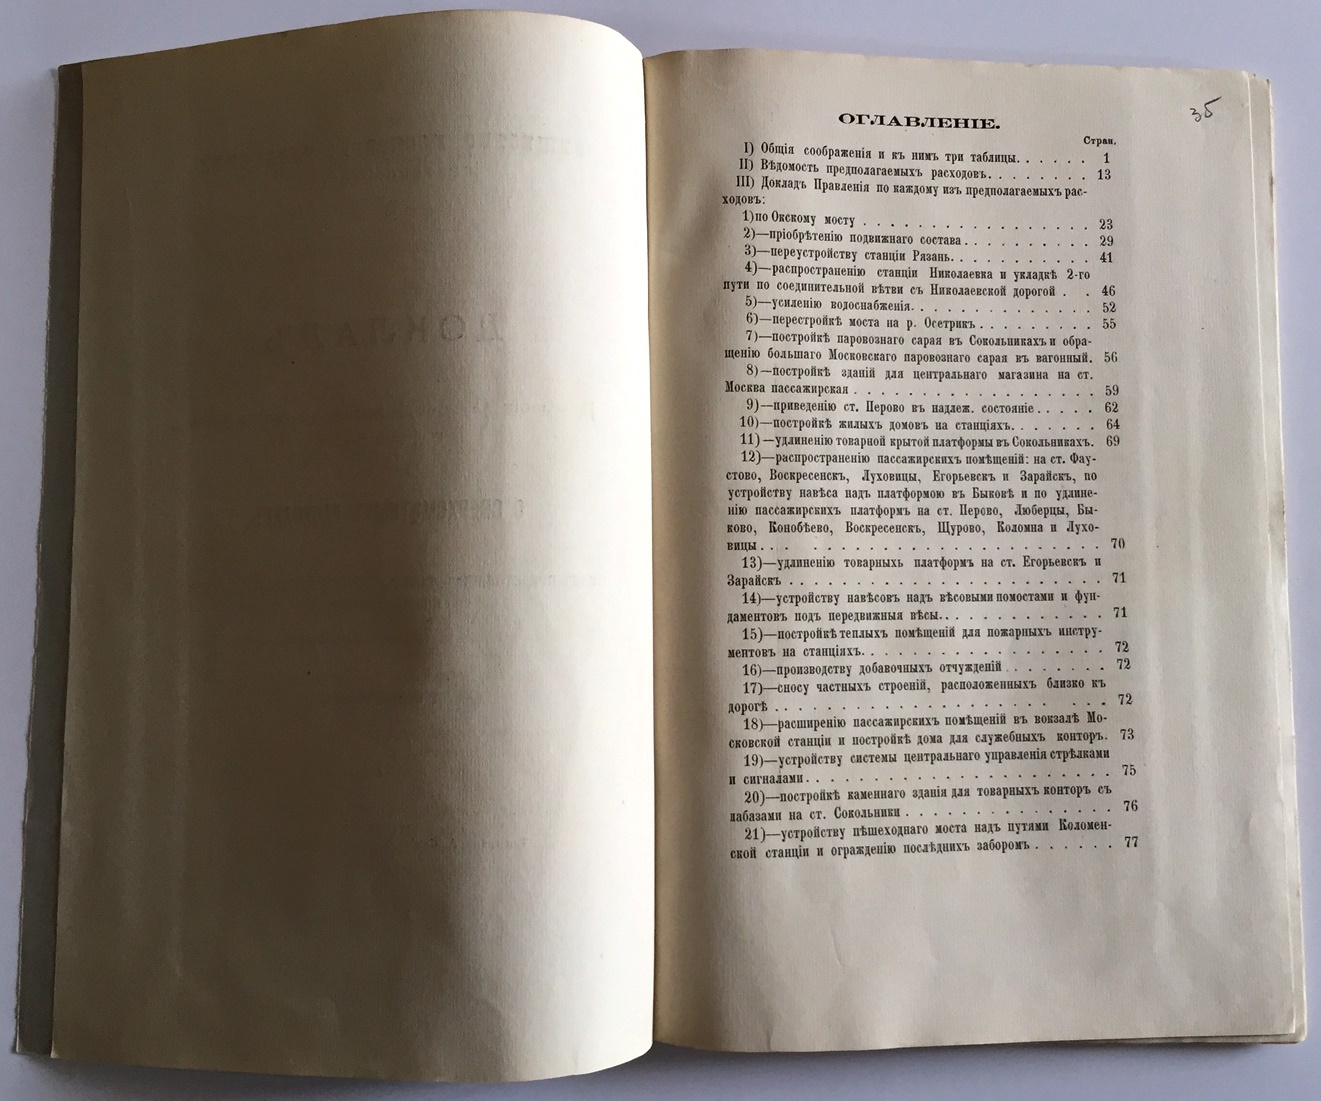 35
ОГЛАВЛЕНІЕ.
Стран.
I) Общія соображенія и къ нимъ три таблицы. . . . . . 1
II) Вѣдомость предполагаемыхъ расходовъ. . . . . . . . 13
III) Докладъ Правленія по каждому изъ предполагаемыхъ рас-
ходовъ:
1) по Окскому мосту . . . . . . . . . . . . . . . . . 23
2)—пріобрѣтенію подвижнаго состава . . . . . . . . . . 29
3)—переустройству станціи Рязань. . . . . . . . . . . 41
4)—распространенію станціи Николаевка и укладкѣ 2-го
пути по соединительной вѣтви съ Николаевской дорогой . . 46
5)—усиленію водоснабженія. . . . . . . . . . . . . . 52
6)—перестройкѣ моста на р. Осетрикъ . . . . . . . . . 55
7)—постройкѣ паровознаго сарая въ Сокольникахъ и обра-
щенію большаго Московскаго паровознаго сарая въ вагонный. 56
8)—постройкѣ зданій для центральнаго магазина на ст.
Москва пассажирская . . . . . . . . . . . . . . . . . . 59
9)—приведенію ст. Перово въ надлеж. состояніе . . . . . 62
10)—постройкѣ жилыхъ домовъ на станціяхъ. . . . . . . 64
11)—удлиненію товарной крытой платформы въ Сокольникахъ. 69
12)—распространенію пассажирскихъ помѣщеній: на ст. Фау-
стово, Воскресенскъ, Луховицы, Егорьевскъ и Зарайскъ, по
устройству навѣса надъ платформою въ Быковѣ и по удлине-
нію пассажирскихъ платформъ на ст. Перово, Люберцы, Бы-
ково, Конобѣево, Воскресенскъ, Щурово, Коломна и Лухо-
вицы . . . . . . . . . . . . . . . . . . . . . . . . . 70
13)—удлиненію товарныхъ платформъ на ст. Егорьевскъ и
Зарайскъ . . . . . . . . . . . . . . . . . . . . . . . 71
14)—устройству навѣсовъ надъ вѣсовыми помостами и фун-
даментовъ подъ передвижныя вѣсы. . . . . . . . . . . . 71
15)—постройкѣ теплыхъ помѣщеній для пожарныхъ инстру-
ментовъ на станціяхъ. . . . . . . . . . . . . . . . . . 72
16)—производству добавочныхъ отчужденій . . . . . . . 72
17)—сносу частныхъ строеній, расположенныхъ близко къ
дорогѣ . . . . . . . . . . . . . . . . . . . . . . . . 72
18)—расширенію пассажирскихъ помѣщеній въ вокзалѣ Мо-
сковской станціи и постройкѣ дома для служебныхъ конторъ. 73
19)—устройству системы центральнаго управленія стрѣлками
и сигналами . . . . . . . . . . . . . . . . . . . . . . 75
20)—постройкѣ каменнаго зданія для товарныхъ конторъ съ
лабазами на ст. Сокольники . . . . . . . . . . . . . . 76
21)—устройству пѣшеходнаго моста надъ путями Коломен-
ской станціи и огражденію послѣднихъ заборомъ . . . . . . 77